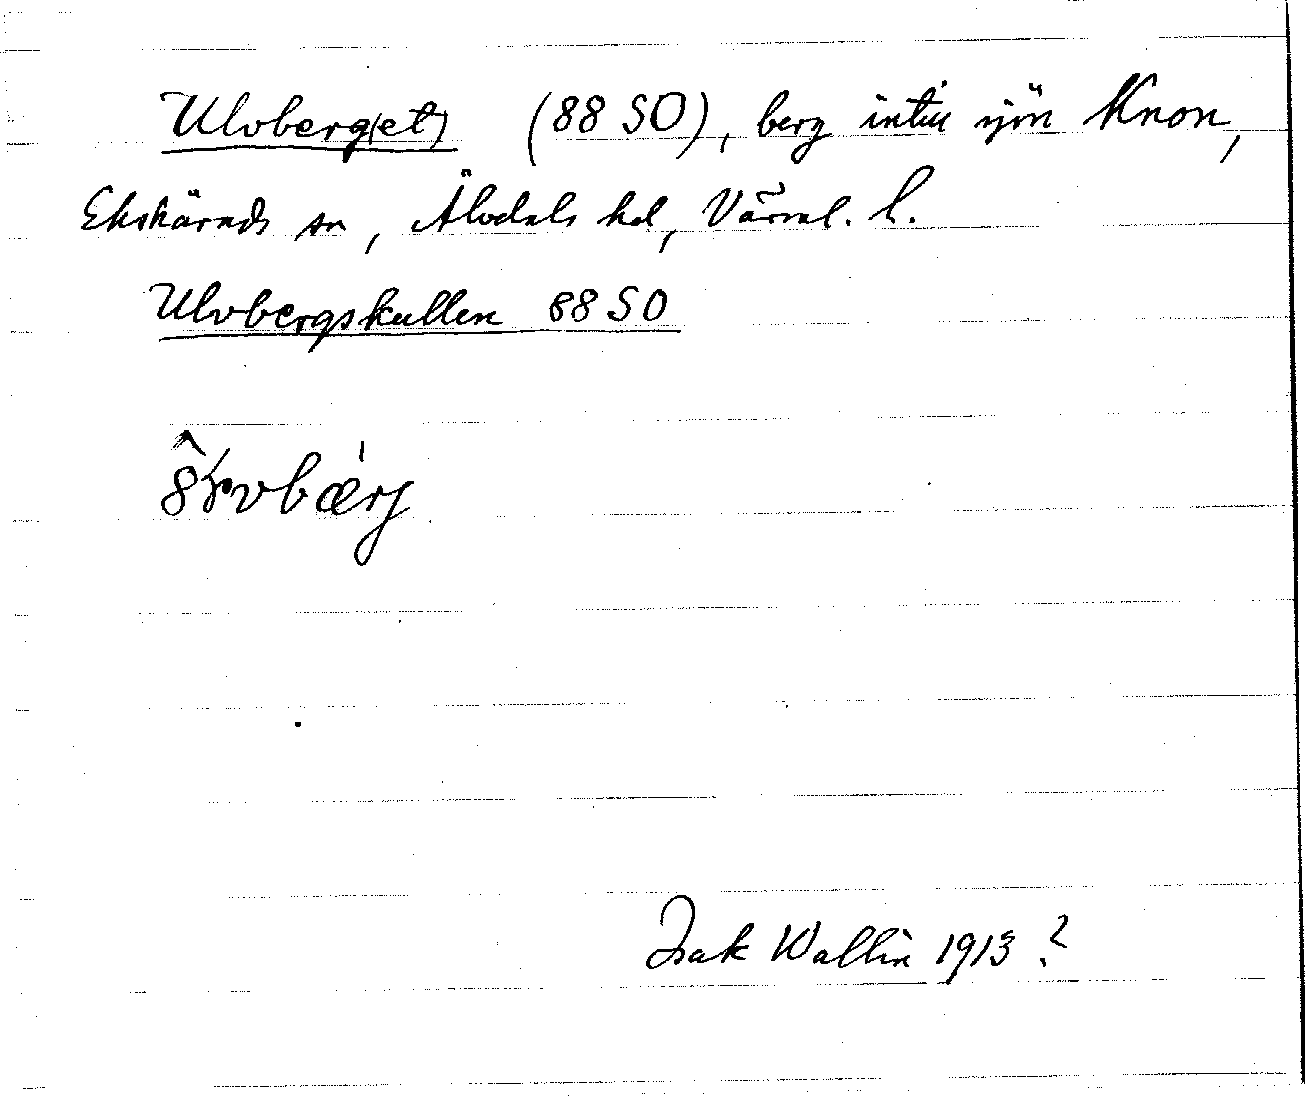 Ulvberg(et) (88 SO), berg intill sjön Knon,
Ekshärads sn, Älvdals hd, Värml. l.
Ulvbergskullen 88 SO
Isak Wallin 1913?